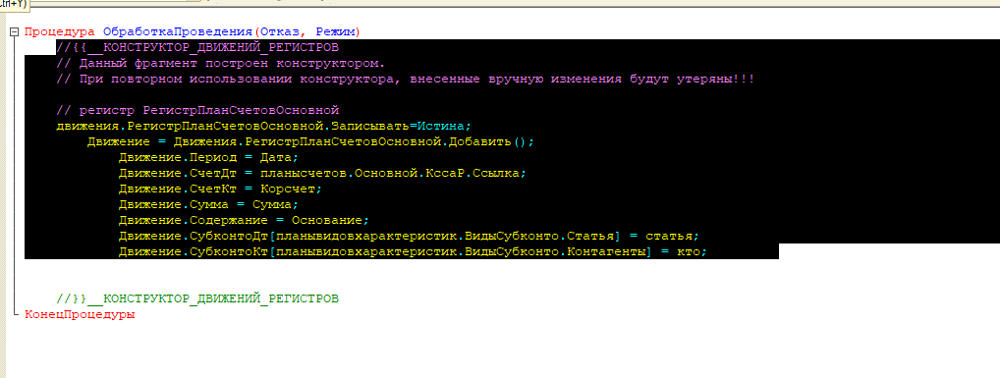 Ctrl+Y)
Процедура ОбработкаПроведения(Отказ, Режим)
//{{__КОНСТРУКТОР_ДВИЖЕНИЙ_РЕГИСТРОВ
// Данный фрагмент построен конструктором.
// При повторном использовании конструктора, внесенные вручную изменения будут утеряны!!!
// регистр РегистрПланСчетовОсновной
движения.РегистрПланСчетовОсновной.Записывать=Истина;
Движение = Движения.РегистрПланСчетовОсновной.Добавить();
Движение.Период = Дата;
Движение.СчетДт = планысчетов.Основной.КссаР.Ссылка;
Движение.СчетКт = Корсчет;
Движение.Сумма = Сумма;
Движение.Содержание = Основание;
Движение.СубконтоДт[планывидовхарактеристик.ВидыСубконто.Статья] = статья;
Движение.СубконтоКт[планывидовхарактеристик.ВидыСубконто.Контагенты] = кто;
//}}__КОНСТРУКТОР_ДВИЖЕНИЙ_РЕГИСТРОВ
КонецПроцедуры